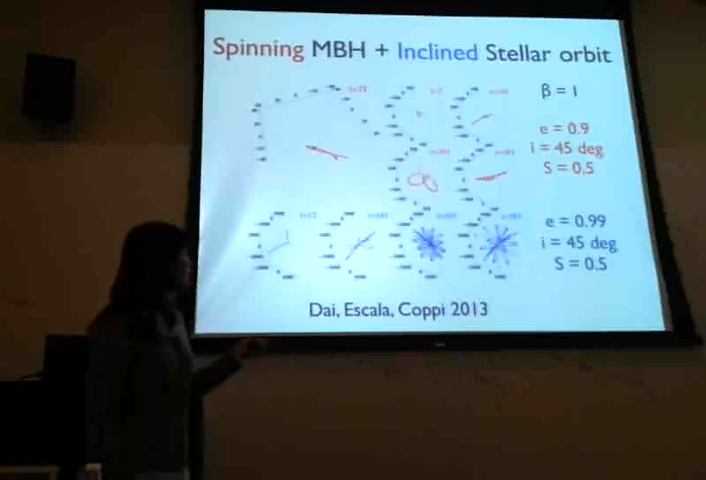 Spinning MBH + Inclined Stellar orbit
β = 1
e = 0.9
i = 45 deg
S = 0.5
e = 0.99
i = 45 deg
S = 0.5
Dai, Escala, Coppi 2013